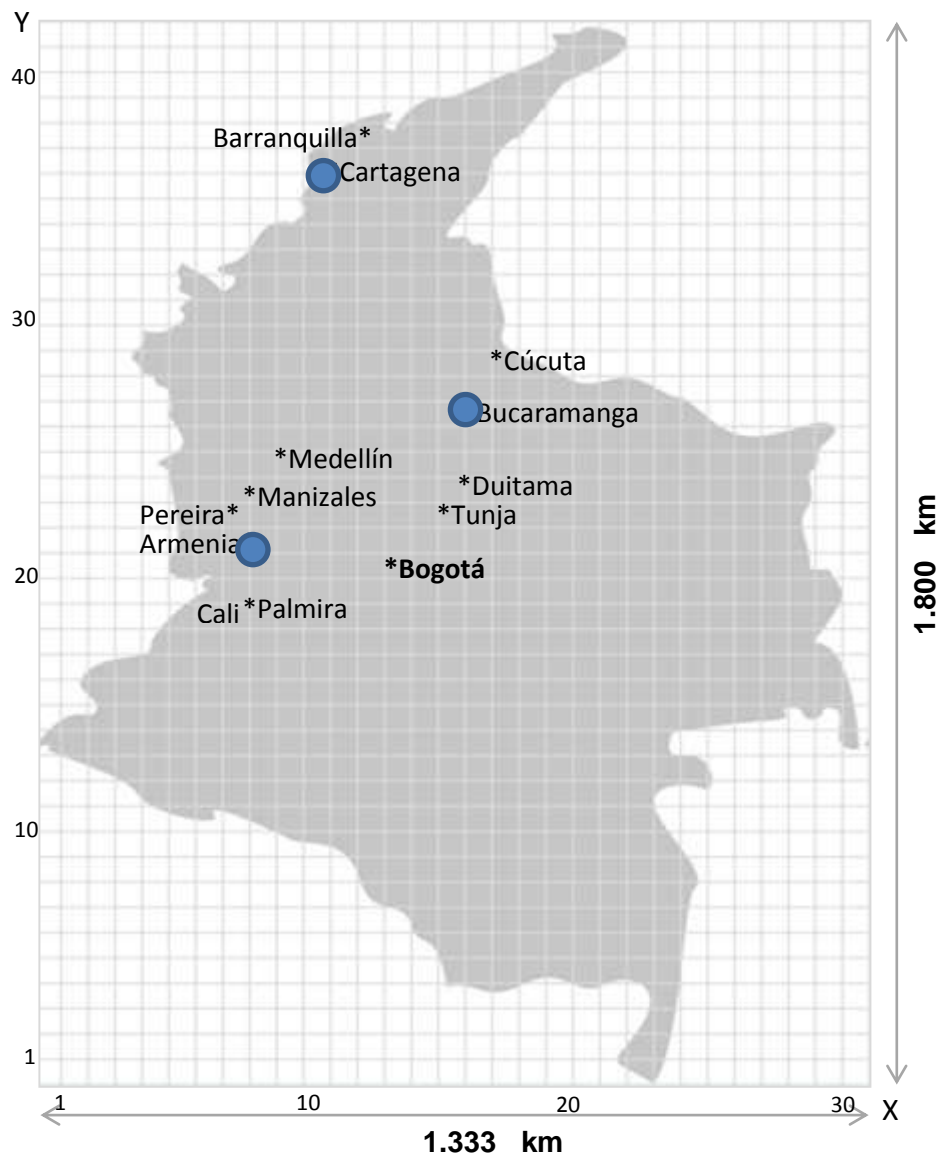 Y
40
Barranquilla*
Cartagena
30
*Cúcuta
Bucaramanga
*Medellín
*Duitama
*Manizales
Pereira*
*Tunja
Armenia
*Bogotá
20
Cali *Palmira
1.800 km
10
1
1 10 20 30 X
1.333 km